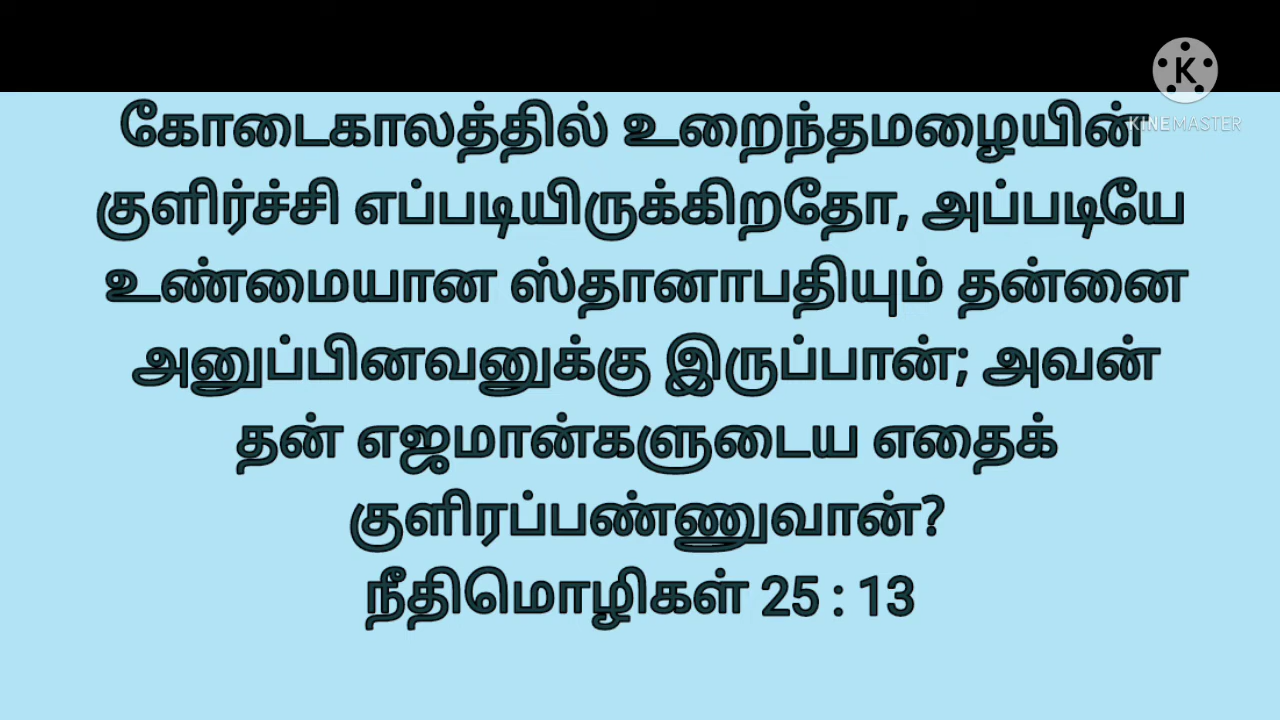 K
KINEMASTER
கோடைகாலத்தில் உறைந்தமழையின்
குளிர்ச்சி எப்படியிருக்கிறதோ, அப்படியே
உண்மையான ஸ்தானாபதியும் தன்னை
அனுப்பினவனுக்கு இருப்பான்; அவன்
தன் எஜமான்களுடைய எதைக்
குளிரப்பண்ணுவான்?
நீதிமொழிகள் 25 : 13